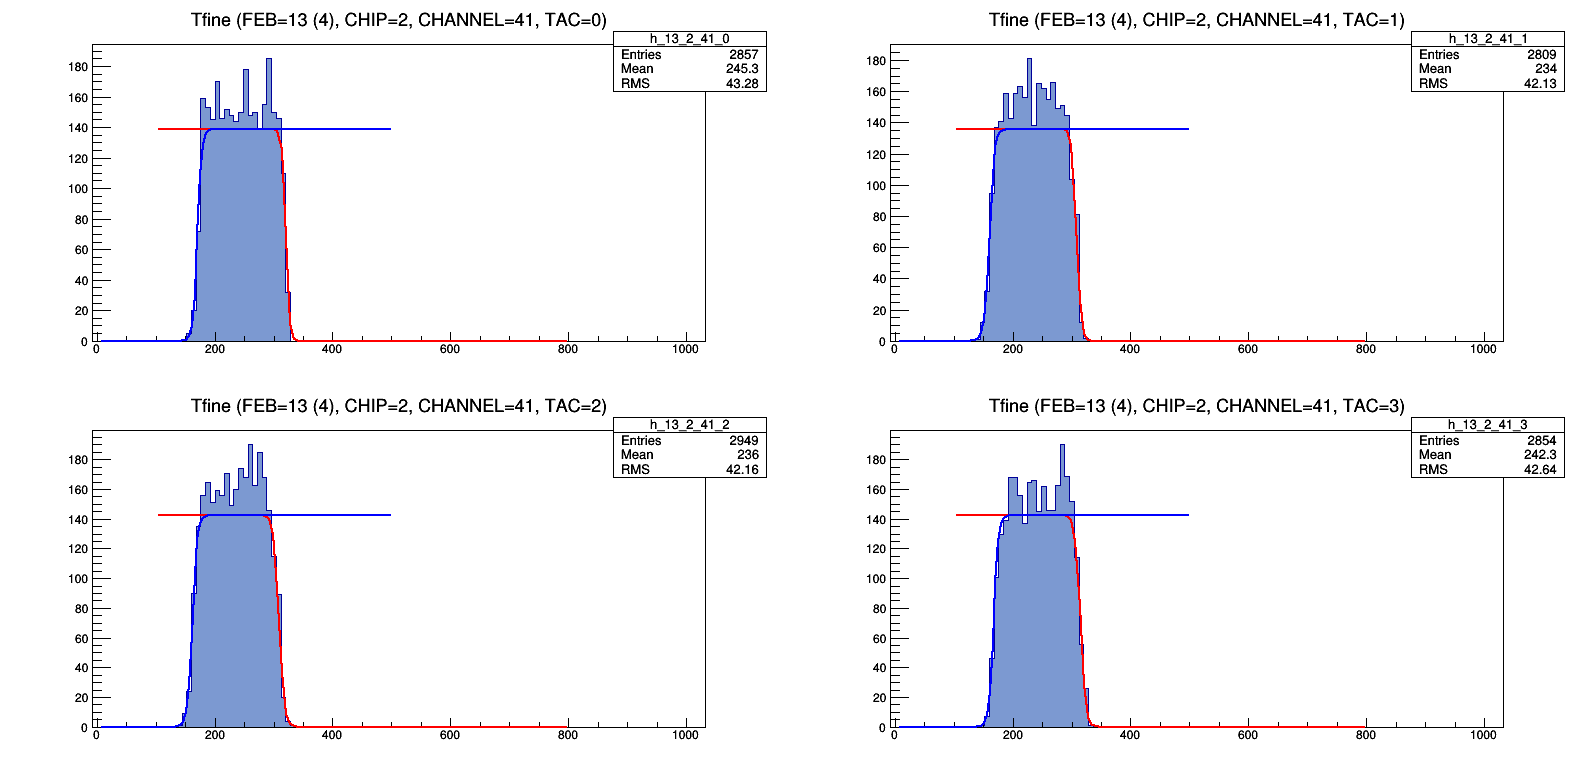 Tfine (FEB=13 (4), CHIP=2, CHANNEL=41, TAC=0)
h_13_2_41_0
Entries 2857
Mean 245.3
RMS 43.28
180
160
140
120
100
80
60
40
20
0
0 200 400 600 800 1000
Tfine (FEB=13 (4), CHIP=2, CHANNEL=41, TAC=1)
h_13_2_41_1
Entries 2809
Mean 234
RMS 42.13
180
160
140
120
100
80
60
40
20
0
0 200 400 600 800 1000
Tfine (FEB=13 (4), CHIP=2, CHANNEL=41, TAC=2)
h_13_2_41_2
Entries 2949
Mean 236
RMS 42.16
180
160
140
120
100
80
60
40
20
0
0 200 400 600 800 1000
Tfine (FEB=13 (4), CHIP=2, CHANNEL=41, TAC=3)
h_13_2_41_3
Entries 2854
Mean 242.3
RMS 42.64
180
160
140
120
100
80
60
40
20
0
0 200 400 600 800 1000